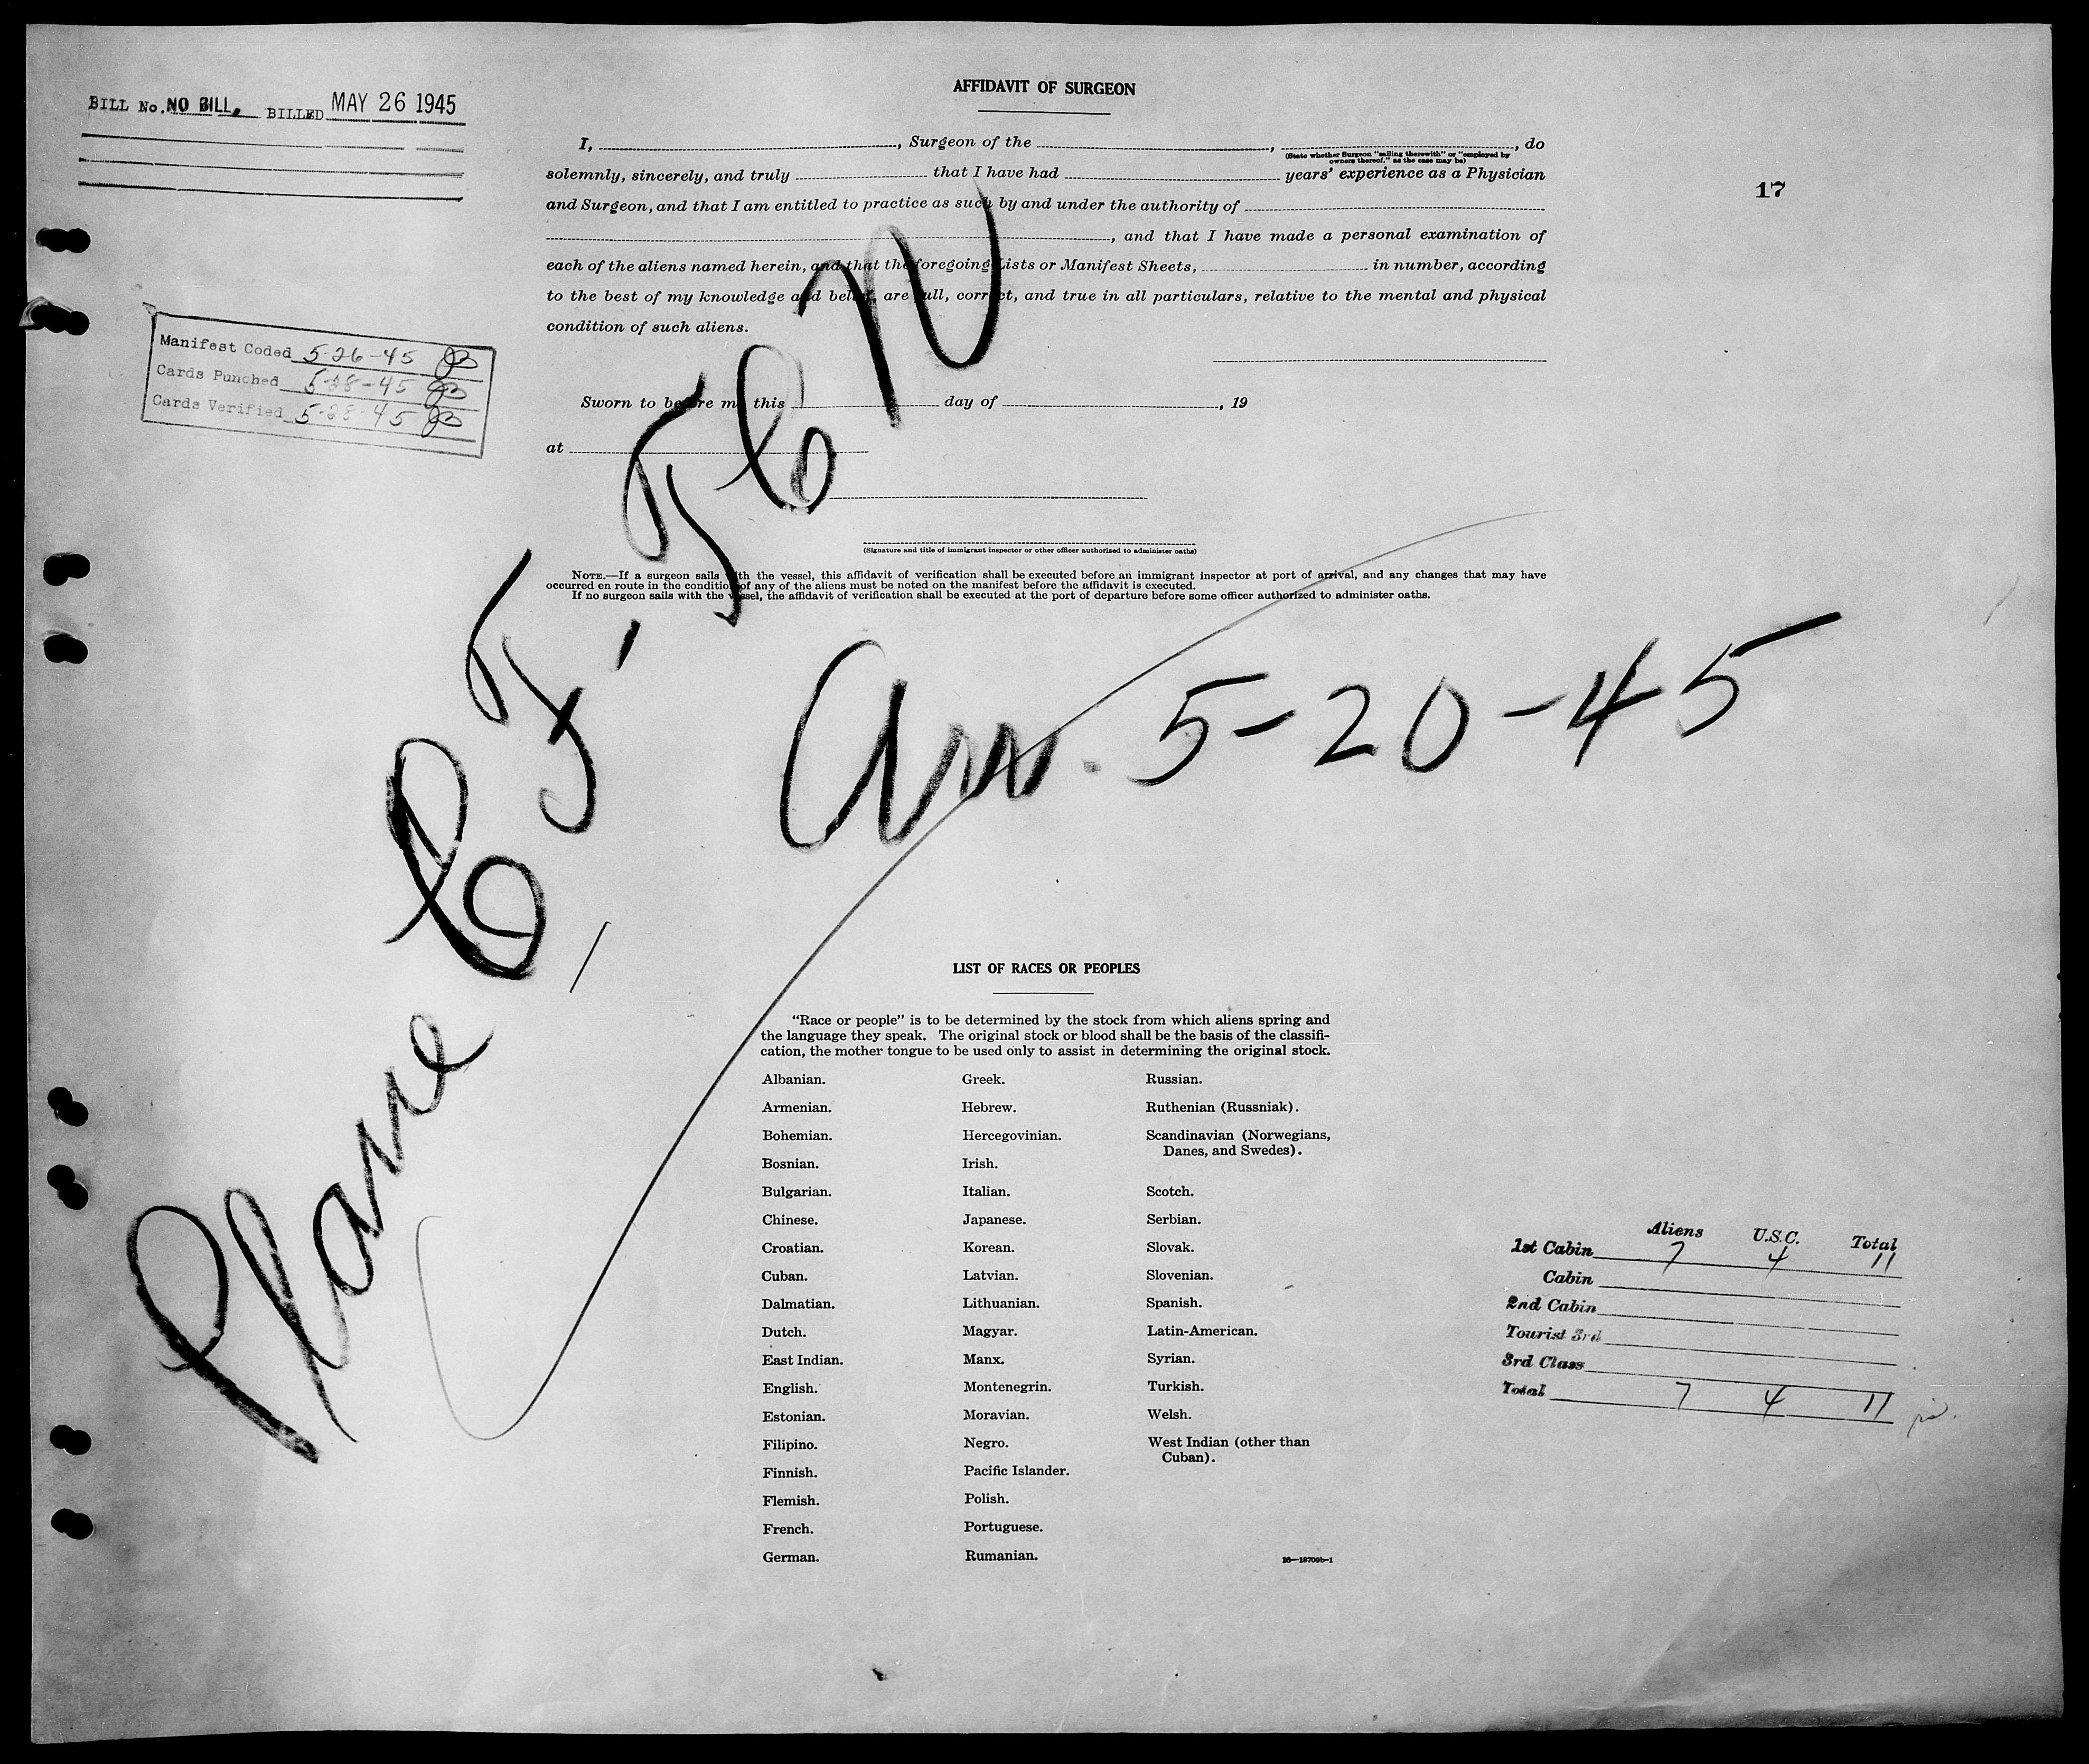 BILL No. NO BILL, BILLED MAY 26 1945
AFFIDAVIT OF SURGEON
17
I, , Surgeon of the , , do
(State whether Surgeon "sailing therewith" or "employed by
owners thereof," as the case may be)
solemnly, sincerely, and truly that I have had years' experience as a Physician
and Surgeon, and that I am entitled to practice as such by and under the authority of
, and that I have made a personal examination of
each of the aliens named herein, and that the foregoing Lists or Manifest Sheets, in number, according
to the best of my knowledge and belief, are full, correct, and true in all particulars, relative to the mental and physical
condition of such aliens.
Manifest Coded 5-26-45
Cards Punched 5-28-45
Cards Verified 5-28-45
Sworn to before me this day of , 19
at
(Signature and title of immigrant inspector or other officer authorized to administer oaths)
NOTE.—If a surgeon sails with the vessel, this affidavit of verification shall be executed before an immigrant inspector at port of arrival, and any changes that may have
occurred en route in the condition of any of the aliens must be noted on the manifest before the affidavit is executed.
If no surgeon sails with the vessel, the affidavit of verification shall be executed at the port of departure before some officer authorized to administer oaths.
Plane
Arr. 5-20-45
LIST OF RACES OR PEOPLES
"Race or people" is to be determined by the stock from which aliens spring and
the language they speak. The original stock or blood shall be the basis of the classifi-
cation, the mother tongue to be used only to assist in determining the original stock.
Albanian. Greek. Russian.
Armenian. Hebrew. Ruthenian (Russniak).
Bohemian. Hercegovinian. Scandinavian (Norwegians,
Danes, and Swedes).
Bosnian. Irish.
Bulgarian. Italian. Scotch.
Chinese. Japanese. Serbian.
Croatian. Korean. Slovak.
Cuban. Latvian. Slovenian.
Dalmatian. Lithuanian. Spanish.
Dutch. Magyar. Latin-American.
East Indian. Manx. Syrian.
English. Montenegrin. Turkish.
Estonian. Moravian. Welsh.
Filipino. Negro. West Indian (other than
Cuban).
Finnish. Pacific Islander.
Flemish. Polish.
French. Portuguese.
German. Rumanian.
16—18709b-1
Aliens U.S.C. Total
1st Cabin 7 4 11
Cabin
2nd Cabin
Tourist 3rd
3rd Class
Total 7 4 11